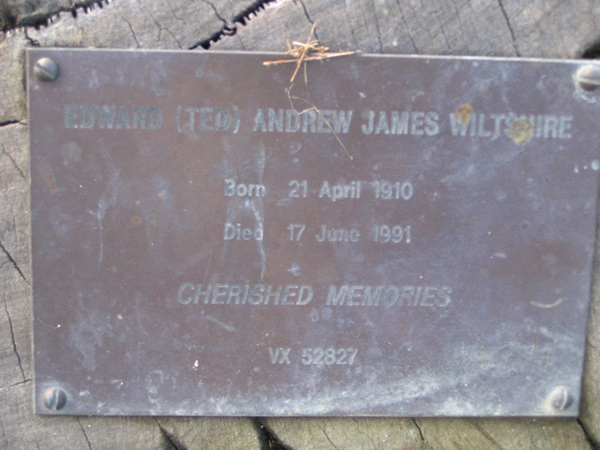 EDWARD (TED) ANDREW JAMES WILTSHIRE
Born 21 April 1910
Died 17 June 1991
CHERISHED MEMORIES
VX 52827